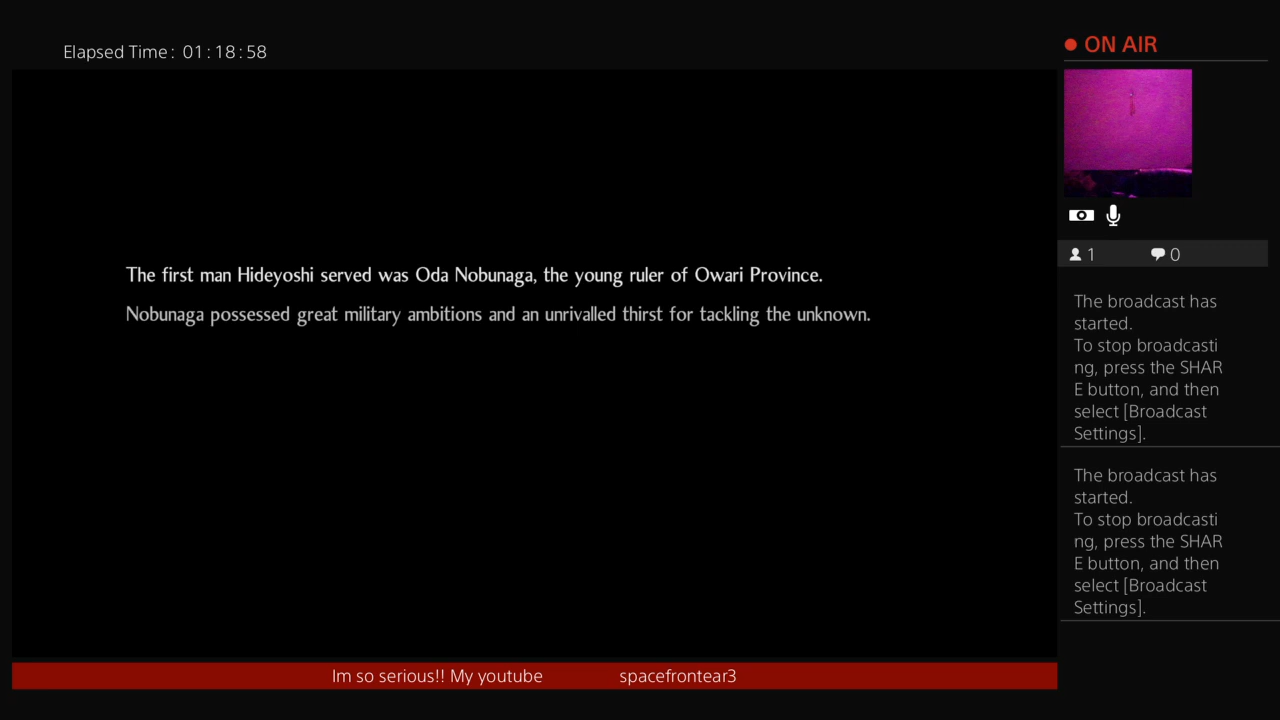 Elapsed Time: 01:18:58
ON AIR
The first man Hideyoshi served was Oda Nobunaga, the young ruler of Owari Province.
Nobunaga possessed great military ambitions and an unrivalled thirst for tackling the unknown.
1 0
The broadcast has
started.
To stop broadcasti
ng, press the SHAR
E button, and then
select [Broadcast
Settings].
The broadcast has
started.
To stop broadcasti
ng, press the SHAR
E button, and then
select [Broadcast
Settings].
Im so serious!! My youtube spacefrontear3